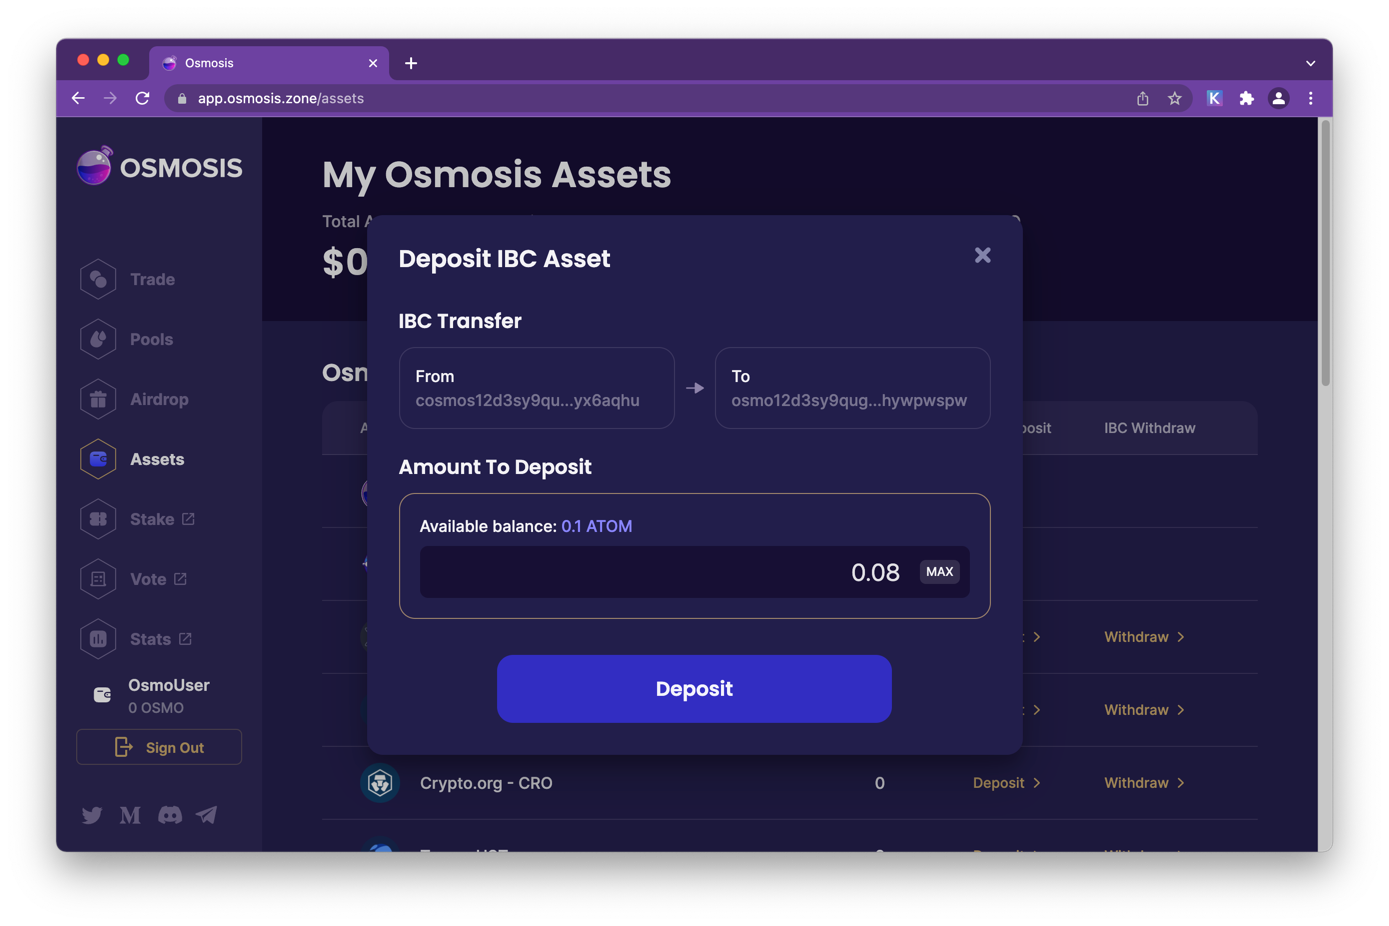 Osmosis
app.osmosis.zone/assets
K
OSMOSIS
Trade
Pools
Airdrop
Assets
Stake
Vote
Stats
OsmoUser
0 OSMO
Sign Out
My Osmosis Assets
Total A
$0
Osm
IBC Withdraw
Deposit IBC Asset
IBC Transfer
From
cosmos12d3sy9qu...yx6aqhu
To
osmo12d3sy9qug...hywpwspw
Amount To Deposit
Available balance: 0.1 ATOM
0.08 MAX
Deposit
Withdraw
Withdraw
Crypto.org - CRO 0 Deposit Withdraw